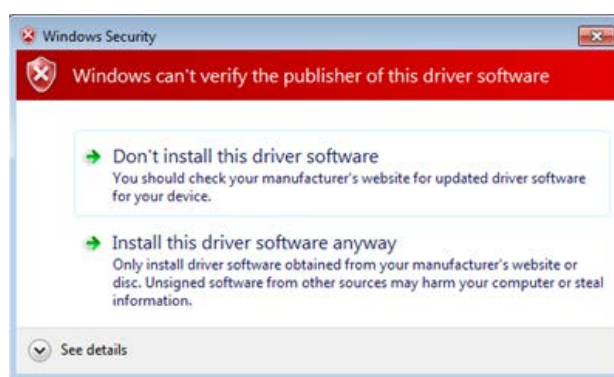 Windows Security
Windows can't verify the publisher of this driver software
Don't install this driver software
You should check your manufacturer's website for updated driver software
for your device.
Install this driver software anyway
Only install driver software obtained from your manufacturer's website or
disc. Unsigned software from other sources may harm your computer or steal
information.
See details